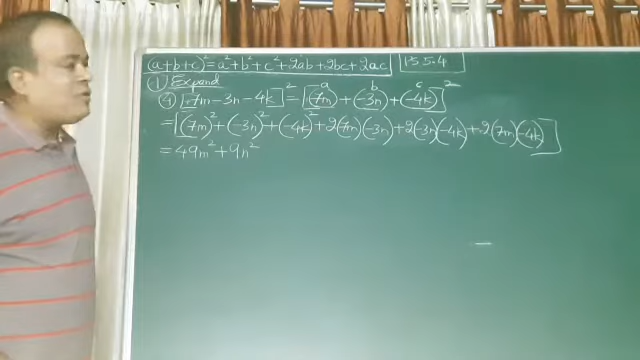 (a+b+c)² = a²+b²+c²+2ab+2bc+2ac P.S 5.4
① Expand
④ [7m-3n-4k]² = [(7m)+(-3n)+(-4k)]²
a b c
=[(7m)²+(-3n)²+(-4k)²+2(7m)(-3n)+2(-3n)(-4k)+2(7m)(-4k)]
= 49m²+9n²